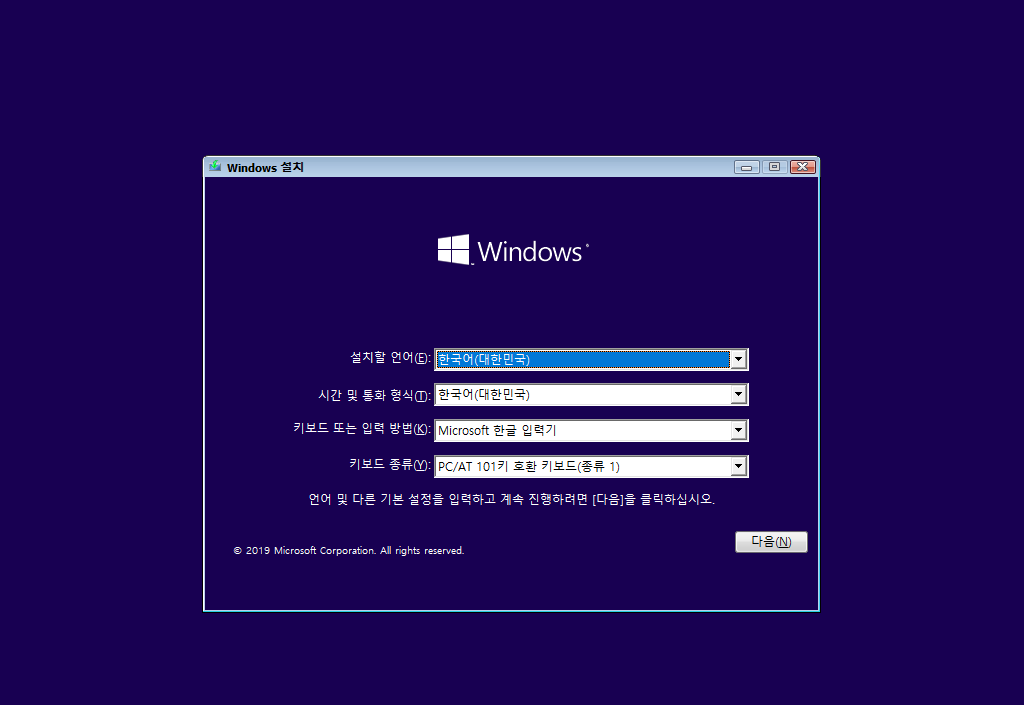 Windows 설치
Windows
설치할 언어(E): 한국어(대한민국)
시간 및 통화 형식(T): 한국어(대한민국)
키보드 또는 입력 방법(K): Microsoft 한글 입력기
키보드 종류(Y): PC/AT 101키 호환 키보드(종류 1)
언어 및 다른 기본 설정을 입력하고 계속 진행하려면 [다음]을 클릭하십시오.
다음(N)
© 2019 Microsoft Corporation. All rights reserved.